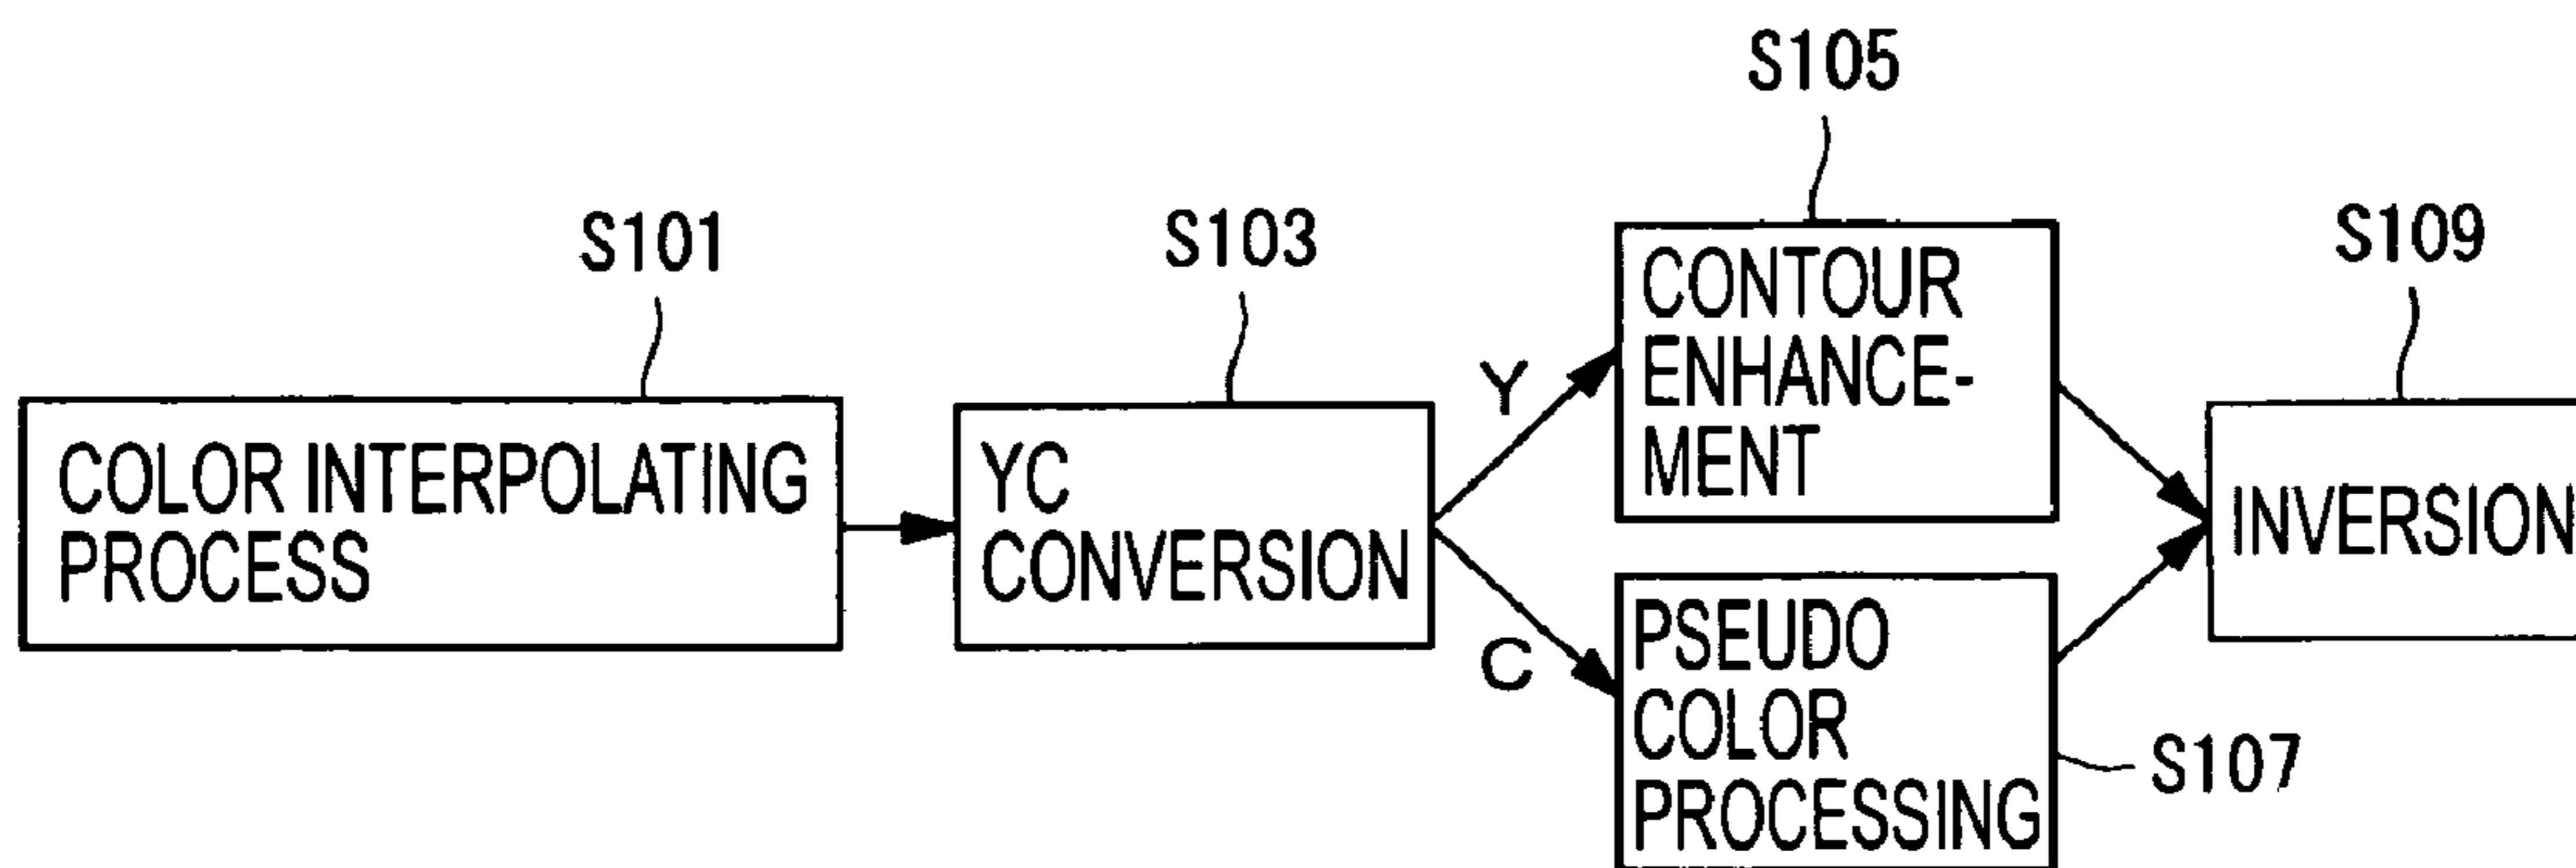 S105
S101
S103
S109
CONTOUR
ENHANCE-
MENT
Y
COLOR INTERPOLATING
PROCESS
YC
CONVERSION
INVERSION
C
PSEUDO
COLOR
PROCESSING
S107